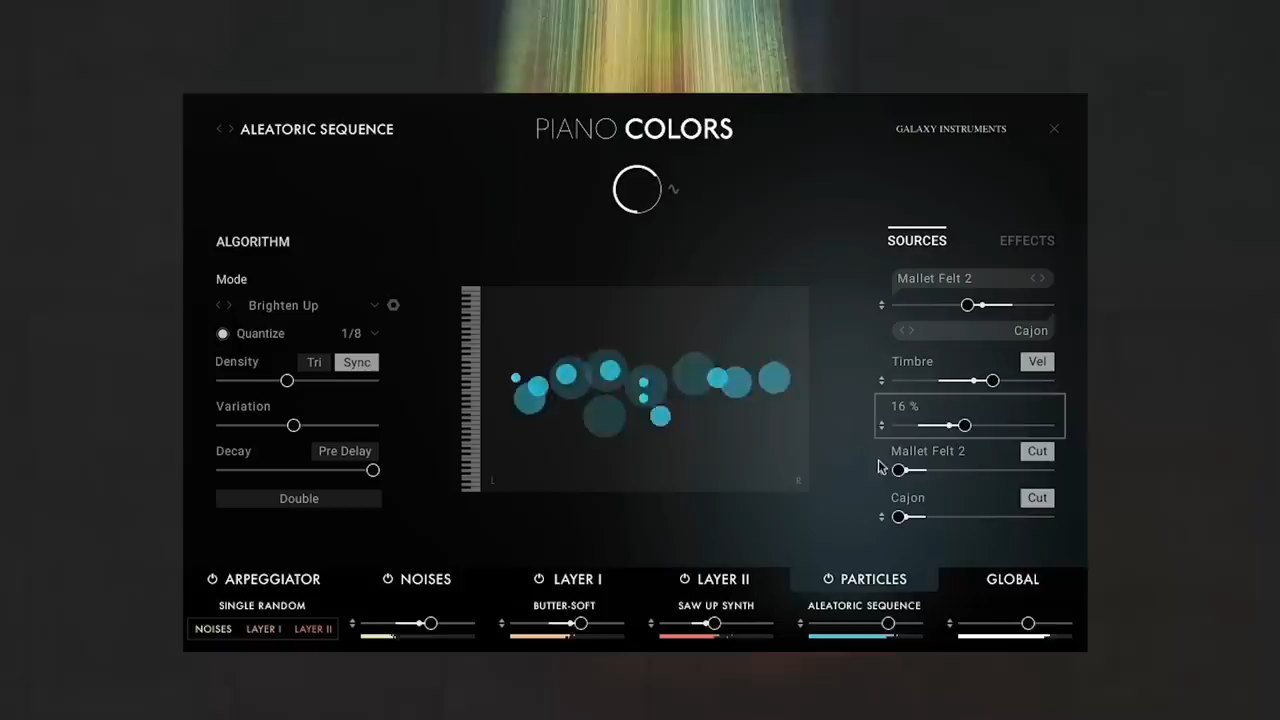 ALEATORIC SEQUENCE
PIANO COLORS
GALAXY INSTRUMENTS
ALGORITHM
Mode
Brighten Up
Quantize 1/8
Density Tri Sync
Variation
Decay Pre Delay
Double
L R
SOURCES EFFECTS
Mallet Felt 2
Cajon
Timbre Vel
16 %
Mallet Felt 2 Cut
Cajon Cut
ARPEGGIATOR NOISES LAYER I LAYER II PARTICLES GLOBAL
SINGLE RANDOM BUTTER-SOFT SAW UP SYNTH ALEATORIC SEQUENCE
NOISES LAYER I LAYER II